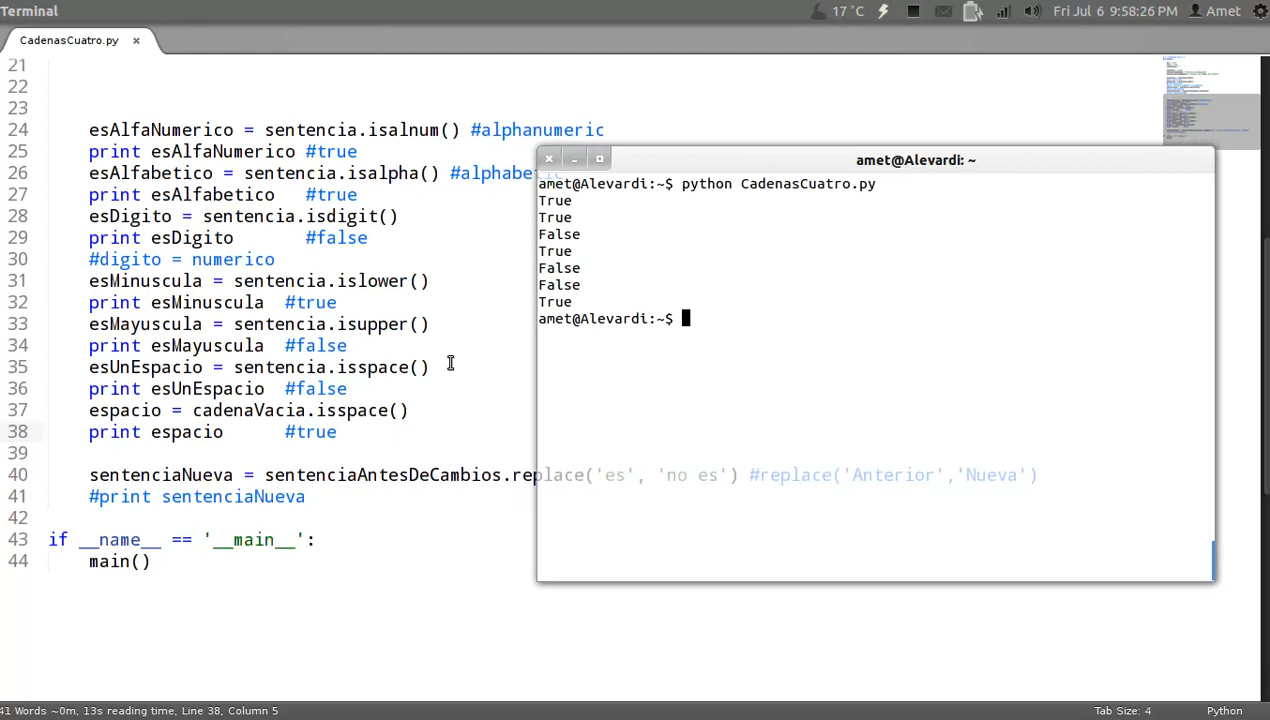 Terminal
17 °C
Fri Jul 6 9:58:26 PM
Amet
CadenasCuatro.py ×
21
22
23
24 esAlfaNumerico = sentencia.isalnum() #alphanumeric
25 print esAlfaNumerico #true
26 esAlfabetico = sentencia.isalpha() #alphabetic
27 print esAlfabetico #true
28 esDigito = sentencia.isdigit()
29 print esDigito #false
30 #digito = numerico
31 esMinuscula = sentencia.islower()
32 print esMinuscula #true
33 esMayuscula = sentencia.isupper()
34 print esMayuscula #false
35 esUnEspacio = sentencia.isspace()
36 print esUnEspacio #false
37 espacio = cadenaVacia.isspace()
38 print espacio #true
39
40 sentenciaNueva = sentenciaAntesDeCambios.replace('es', 'no es') #replace('Anterior','Nueva')
41 #print sentenciaNueva
42
43 if __name__ == '__main__':
44 main()
amet@Alevardi: ~
amet@Alevardi:~$ python CadenasCuatro.py
True
True
False
True
False
False
True
amet@Alevardi:~$
41 Words ~0m, 13s reading time, Line 38, Column 5
Tab Size: 4
Python